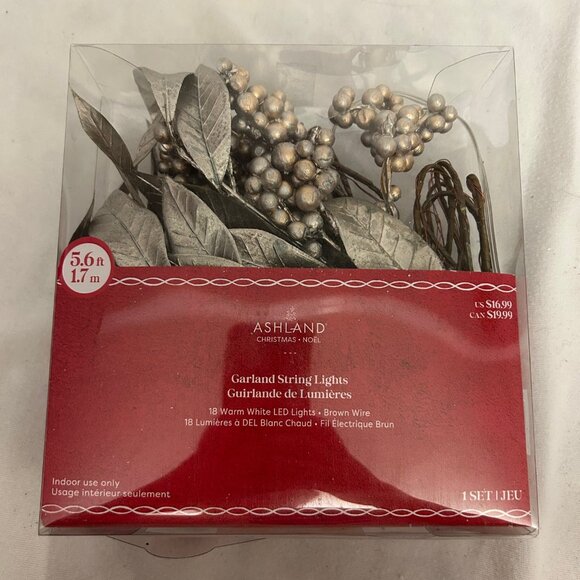 5.6 ft
1.7 m
US $16.99
CAN $19.99
ASHLAND
CHRISTMAS • NOËL
Garland String Lights
Guirlande de Lumières
18 Warm White LED Lights • Brown Wire
18 Lumières à DEL Blanc Chaud • Fil Électrique Brun
Indoor use only
Usage intérieur seulement
1 SET | JEU